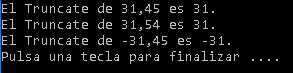 El Truncate de 31,45 es 31.
El Truncate de 31,54 es 31.
El Truncate de -31,45 es -31.
Pulsa una tecla para finalizar ....